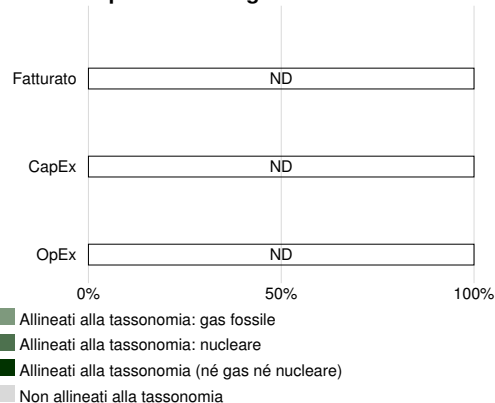 Fatturato
ND
CapEx
ND
OpEx
ND
0% 50% 100%
Allineati alla tassonomia: gas fossile
Allineati alla tassonomia: nucleare
Allineati alla tassonomia (né gas né nucleare)
Non allineati alla tassonomia